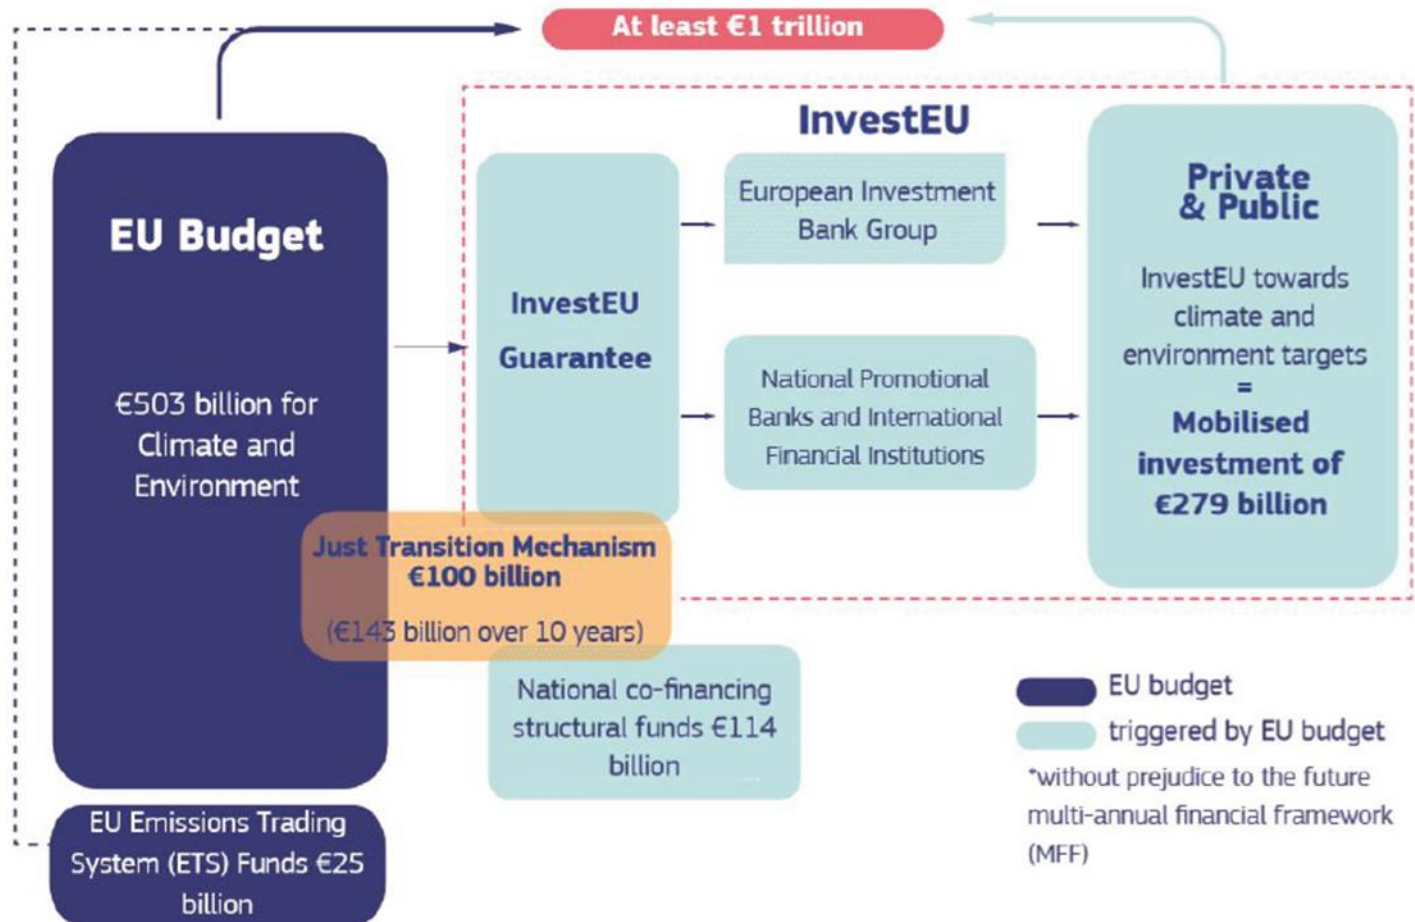 At least €1 trillion
EU Budget
€503 billion for
Climate and
Environment
InvestEU
InvestEU
Guarantee
European Investment
Bank Group
National Promotional
Banks and International
Financial Institutions
Private
& Public
InvestEU towards
climate and
environment targets
=
Mobilised
investment of
€279 billion
Just Transition Mechanism
€100 billion
(€143 billion over 10 years)
National co-financing
structural funds €114
billion
EU Emissions Trading
System (ETS) Funds €25
billion
EU budget
triggered by EU budget
*without prejudice to the future
multi-annual financial framework
(MFF)